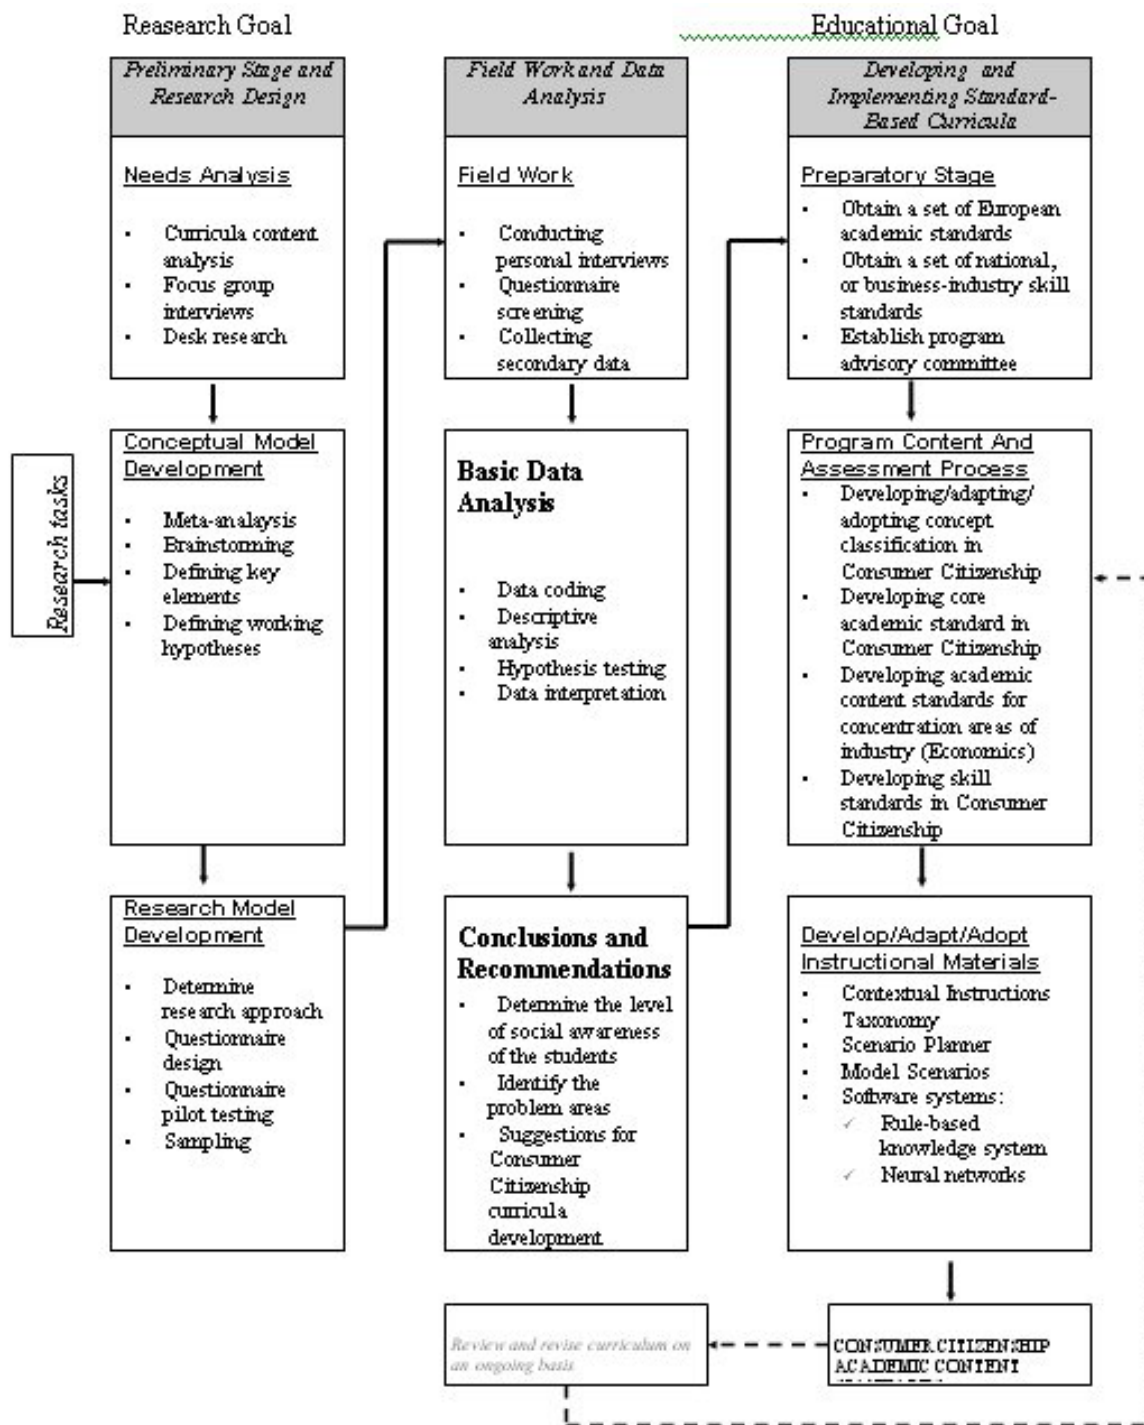 Reasearch Goal
Educational Goal
Preliminary Stage and
Research Design
Needs Analysis
Curricula content
analysis
Focus group
interviews
Desk research
Research tasks
Conceptual Model
Development
Meta-analaysis
Brainstorming
Defining key
elements
Defining working
hypotheses
Research Model
Development
Determine
research approach
Questionnaire
design
Questionnaire
pilot testing
Sampling
Field Work and Data
Analysis
Field Work
Conducting
personal interviews
Questionnaire
screening
Collecting
secondary data
Basic Data
Analysis
Data coding
Descriptive
analysis
Hypothesis testing
Data interpretation
Conclusions and
Recommendations
Determine the level
of social awareness
of the students
Identify the
problem areas
Suggestions for
Consumer
Citizenship
curricula
development
Developing and
Implementing Standard-
Based Curricula
Preparatory Stage
Obtain a set of European
academic standards
Obtain a set of national,
or business-industry skill
standards
Establish program
advisory committee
Program Content And
Assessment Process
Developing/adapting/
adopting concept
classification in
Consumer Citizenship
Developing core
academic standard in
Consumer Citizenship
Developing academic
content standards for
concentration areas of
industry (Economics)
Developing skill
standards in Consumer
Citizenship
Develop/Adapt/Adopt
Instructional Materials
Contextual Instructions
Taxonomy
Scenario Planner
Model Scenarios
Software systems:
Rule-based
knowledge system
Neural networks
Review and revise curriculum on
an ongoing basis
CONSUMER CITIZENSHIP
ACADEMIC CONTENT